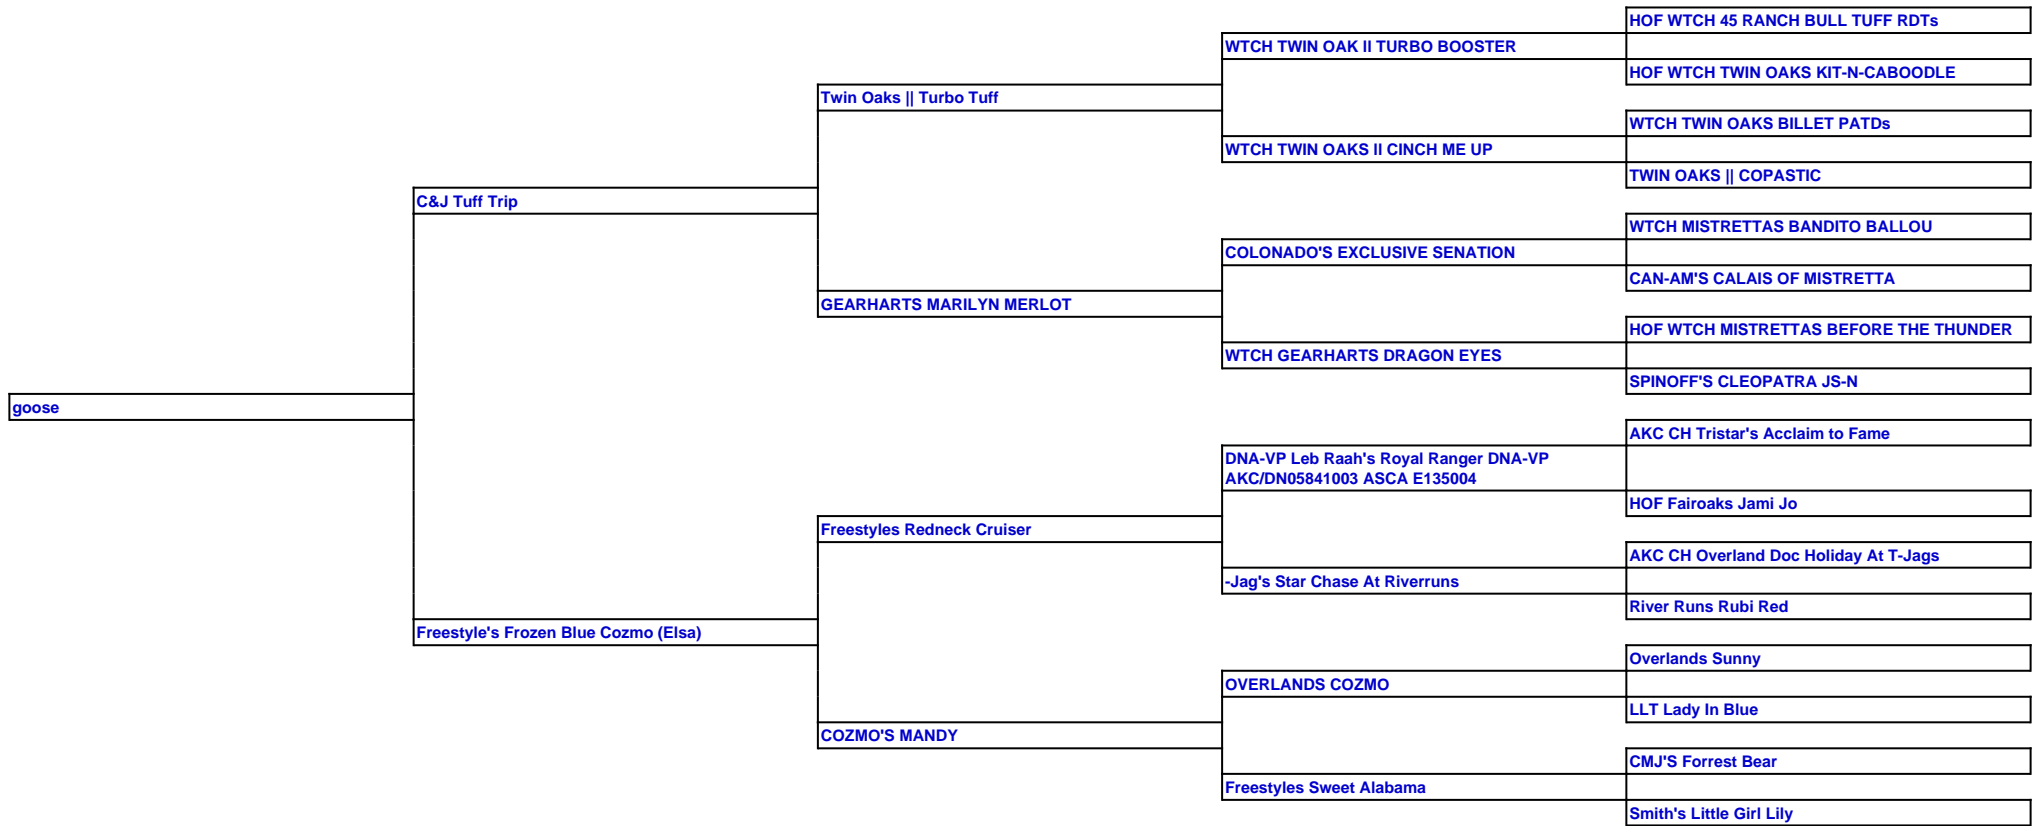 HOF WTCH 45 RANCH BULL TUFF RDTs
WTCH TWIN OAK II TURBO BOOSTER
HOF WTCH TWIN OAKS KIT-N-CABOODLE
Twin Oaks || Turbo Tuff
WTCH TWIN OAKS BILLET PATDs
WTCH TWIN OAKS II CINCH ME UP
TWIN OAKS || COPASTIC
C&J Tuff Trip
WTCH MISTRETTAS BANDITO BALLOU
COLONADO'S EXCLUSIVE SENATION
CAN-AM'S CALAIS OF MISTRETTA
GEARHARTS MARILYN MERLOT
HOF WTCH MISTRETTAS BEFORE THE THUNDER
WTCH GEARHARTS DRAGON EYES
SPINOFF'S CLEOPATRA JS-N
goose
AKC CH Tristar's Acclaim to Fame
DNA-VP Leb Raah's Royal Ranger DNA-VP
AKC/DN05841003 ASCA E135004
HOF Fairoaks Jami Jo
Freestyles Redneck Cruiser
AKC CH Overland Doc Holiday At T-Jags
-Jag's Star Chase At Riverruns
River Runs Rubi Red
Freestyle's Frozen Blue Cozmo (Elsa)
Overlands Sunny
OVERLANDS COZMO
LLT Lady In Blue
COZMO'S MANDY
CMJ'S Forrest Bear
Freestyles Sweet Alabama
Smith's Little Girl Lily